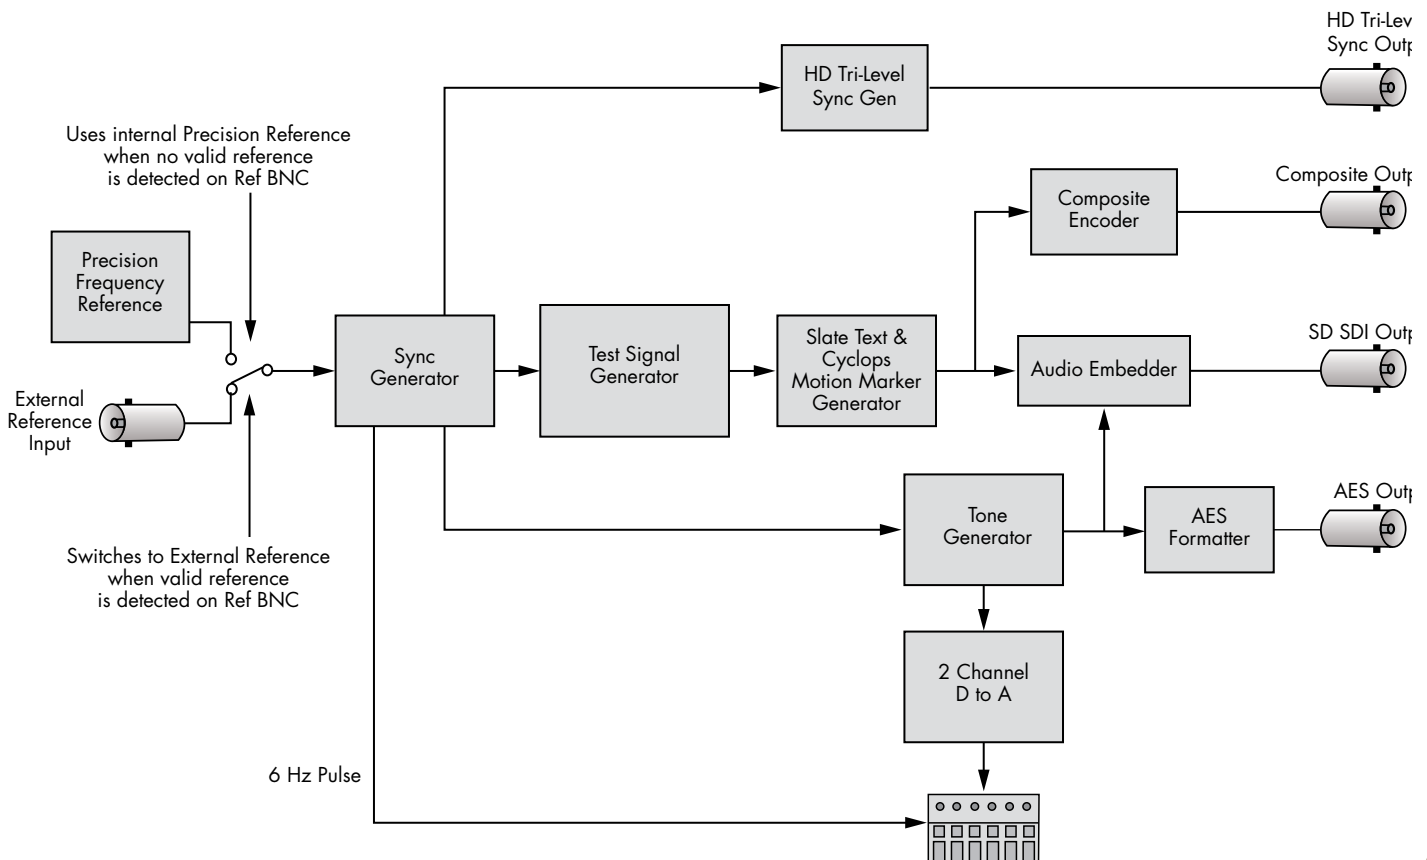 HD Tri-Lev
Sync Outp
HD Tri-Level
Sync Gen
Uses internal Precision Reference
when no valid reference
is detected on Ref BNC
Composite Outp
Composite
Encoder
Precision
Frequency
Reference
SD SDI Outp
Sync
Generator
Test Signal
Generator
Slate Text &
Cyclops
Motion Marker
Generator
Audio Embedder
External
Reference
Input
AES Outp
Tone
Generator
AES
Formatter
Switches to External Reference
when valid reference
is detected on Ref BNC
2 Channel
D to A
6 Hz Pulse